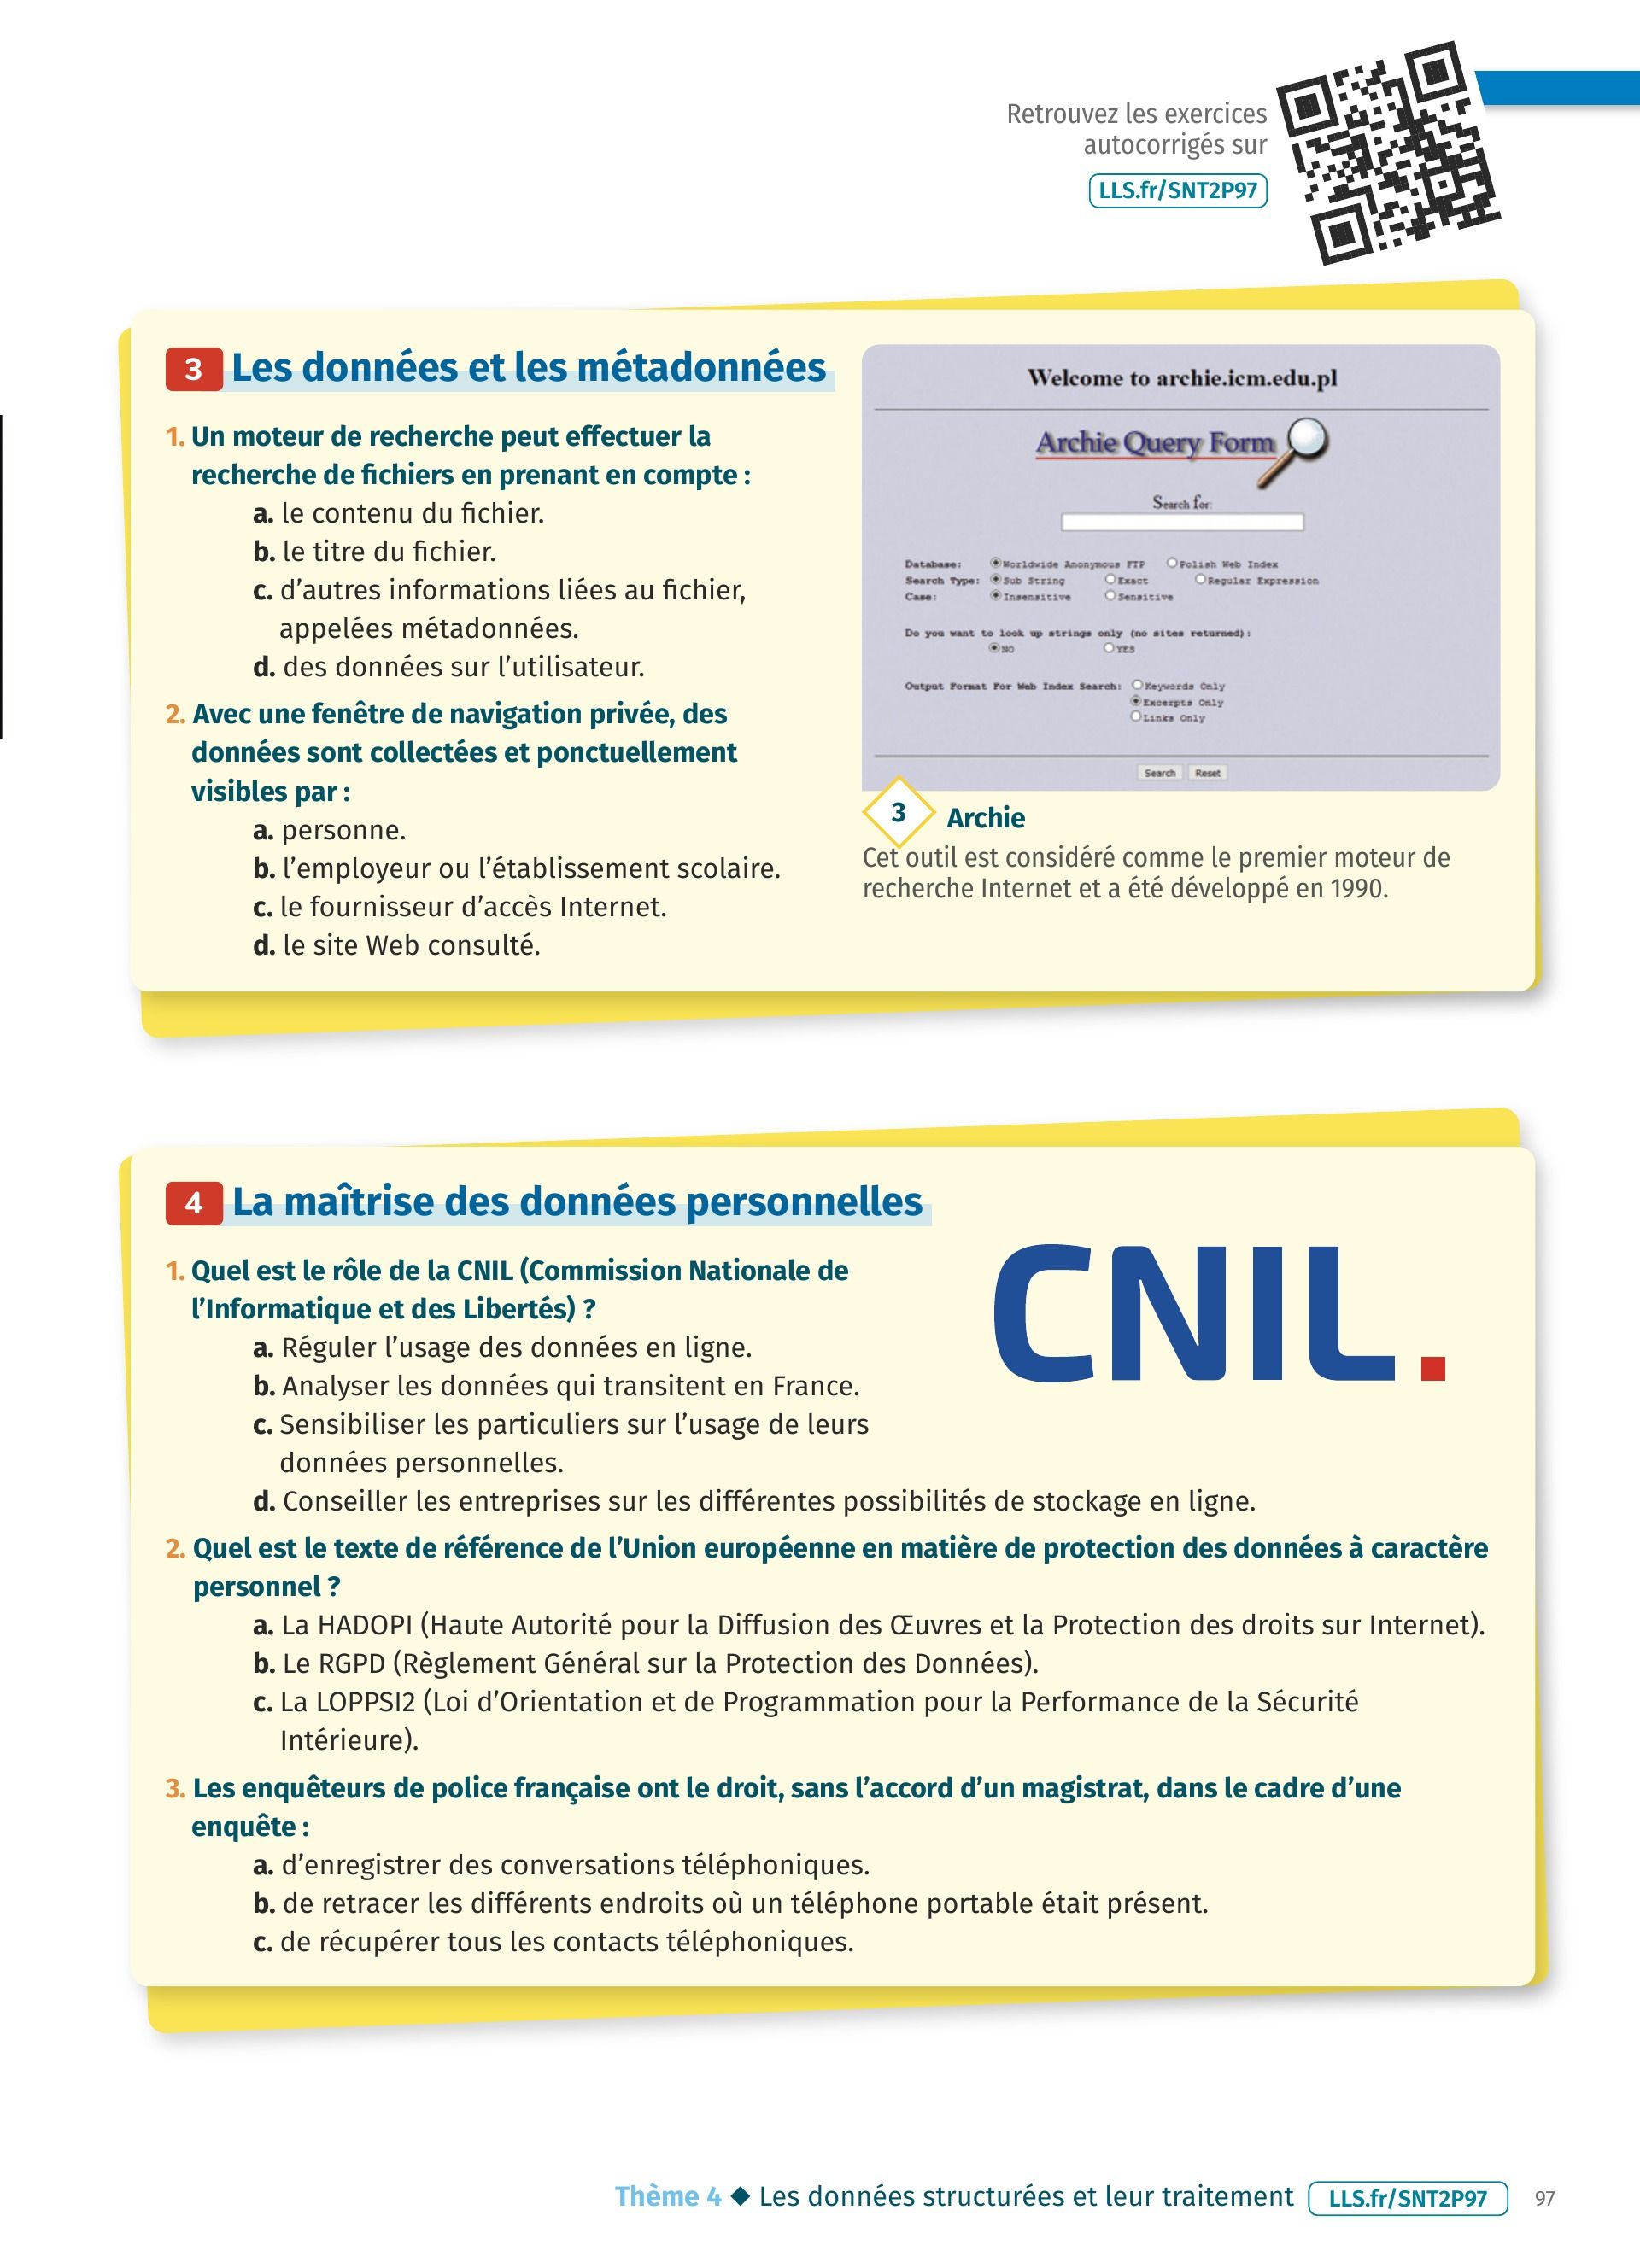 Retrouvez les exercices
autocorrigés sur
LLS.fr/SNT2P97
3 Les données et les métadonnées
1. Un moteur de recherche peut effectuer la
recherche de fichiers en prenant en compte :
a. le contenu du fichier.
b. le titre du fichier.
c. d’autres informations liées au fichier,
appelées métadonnées.
d. des données sur l’utilisateur.
2. Avec une fenêtre de navigation privée, des
données sont collectées et ponctuellement
visibles par :
a. personne.
b. l’employeur ou l’établissement scolaire.
c. le fournisseur d’accès Internet.
d. le site Web consulté.
Welcome to archie.icm.edu.pl
Archie Query Form
Search for:
Database: Worldwide Anonymous FTP Polish Web Index
Search Type: Sub String Exact Regular Expression
Case: Insensitive Sensitive
Do you want to look up strings only (no sites returned):
NO YES
Output Format For Web Index Search: Keywords Only
Excerpts Only
Links Only
Search Reset
3 Archie
Cet outil est considéré comme le premier moteur de
recherche Internet et a été développé en 1990.
4 La maîtrise des données personnelles
CNIL.
1. Quel est le rôle de la CNIL (Commission Nationale de
l’Informatique et des Libertés) ?
a. Réguler l’usage des données en ligne.
b. Analyser les données qui transitent en France.
c. Sensibiliser les particuliers sur l’usage de leurs
données personnelles.
d. Conseiller les entreprises sur les différentes possibilités de stockage en ligne.
2. Quel est le texte de référence de l’Union européenne en matière de protection des données à caractère
personnel ?
a. La HADOPI (Haute Autorité pour la Diffusion des Œuvres et la Protection des droits sur Internet).
b. Le RGPD (Règlement Général sur la Protection des Données).
c. La LOPPSI2 (Loi d’Orientation et de Programmation pour la Performance de la Sécurité
Intérieure).
3. Les enquêteurs de police française ont le droit, sans l’accord d’un magistrat, dans le cadre d’une
enquête :
a. d’enregistrer des conversations téléphoniques.
b. de retracer les différents endroits où un téléphone portable était présent.
c. de récupérer tous les contacts téléphoniques.
Thème 4 ◆ Les données structurées et leur traitement LLS.fr/SNT2P97 97